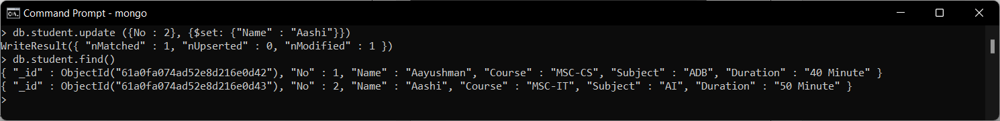 Command Prompt - mongo
> db.student.update ({No : 2}, {$set: {"Name" : "Aashi"}})
WriteResult({ "nMatched" : 1, "nUpserted" : 0, "nModified" : 1 })
> db.student.find()
{ "_id" : ObjectId("61a0fa074ad52e8d216e0d42"), "No" : 1, "Name" : "Aayushman", "Course" : "MSC-CS", "Subject" : "ADB", "Duration" : "40 Minute" }
{ "_id" : ObjectId("61a0fa074ad52e8d216e0d43"), "No" : 2, "Name" : "Aashi", "Course" : "MSC-IT", "Subject" : "AI", "Duration" : "50 Minute" }
>